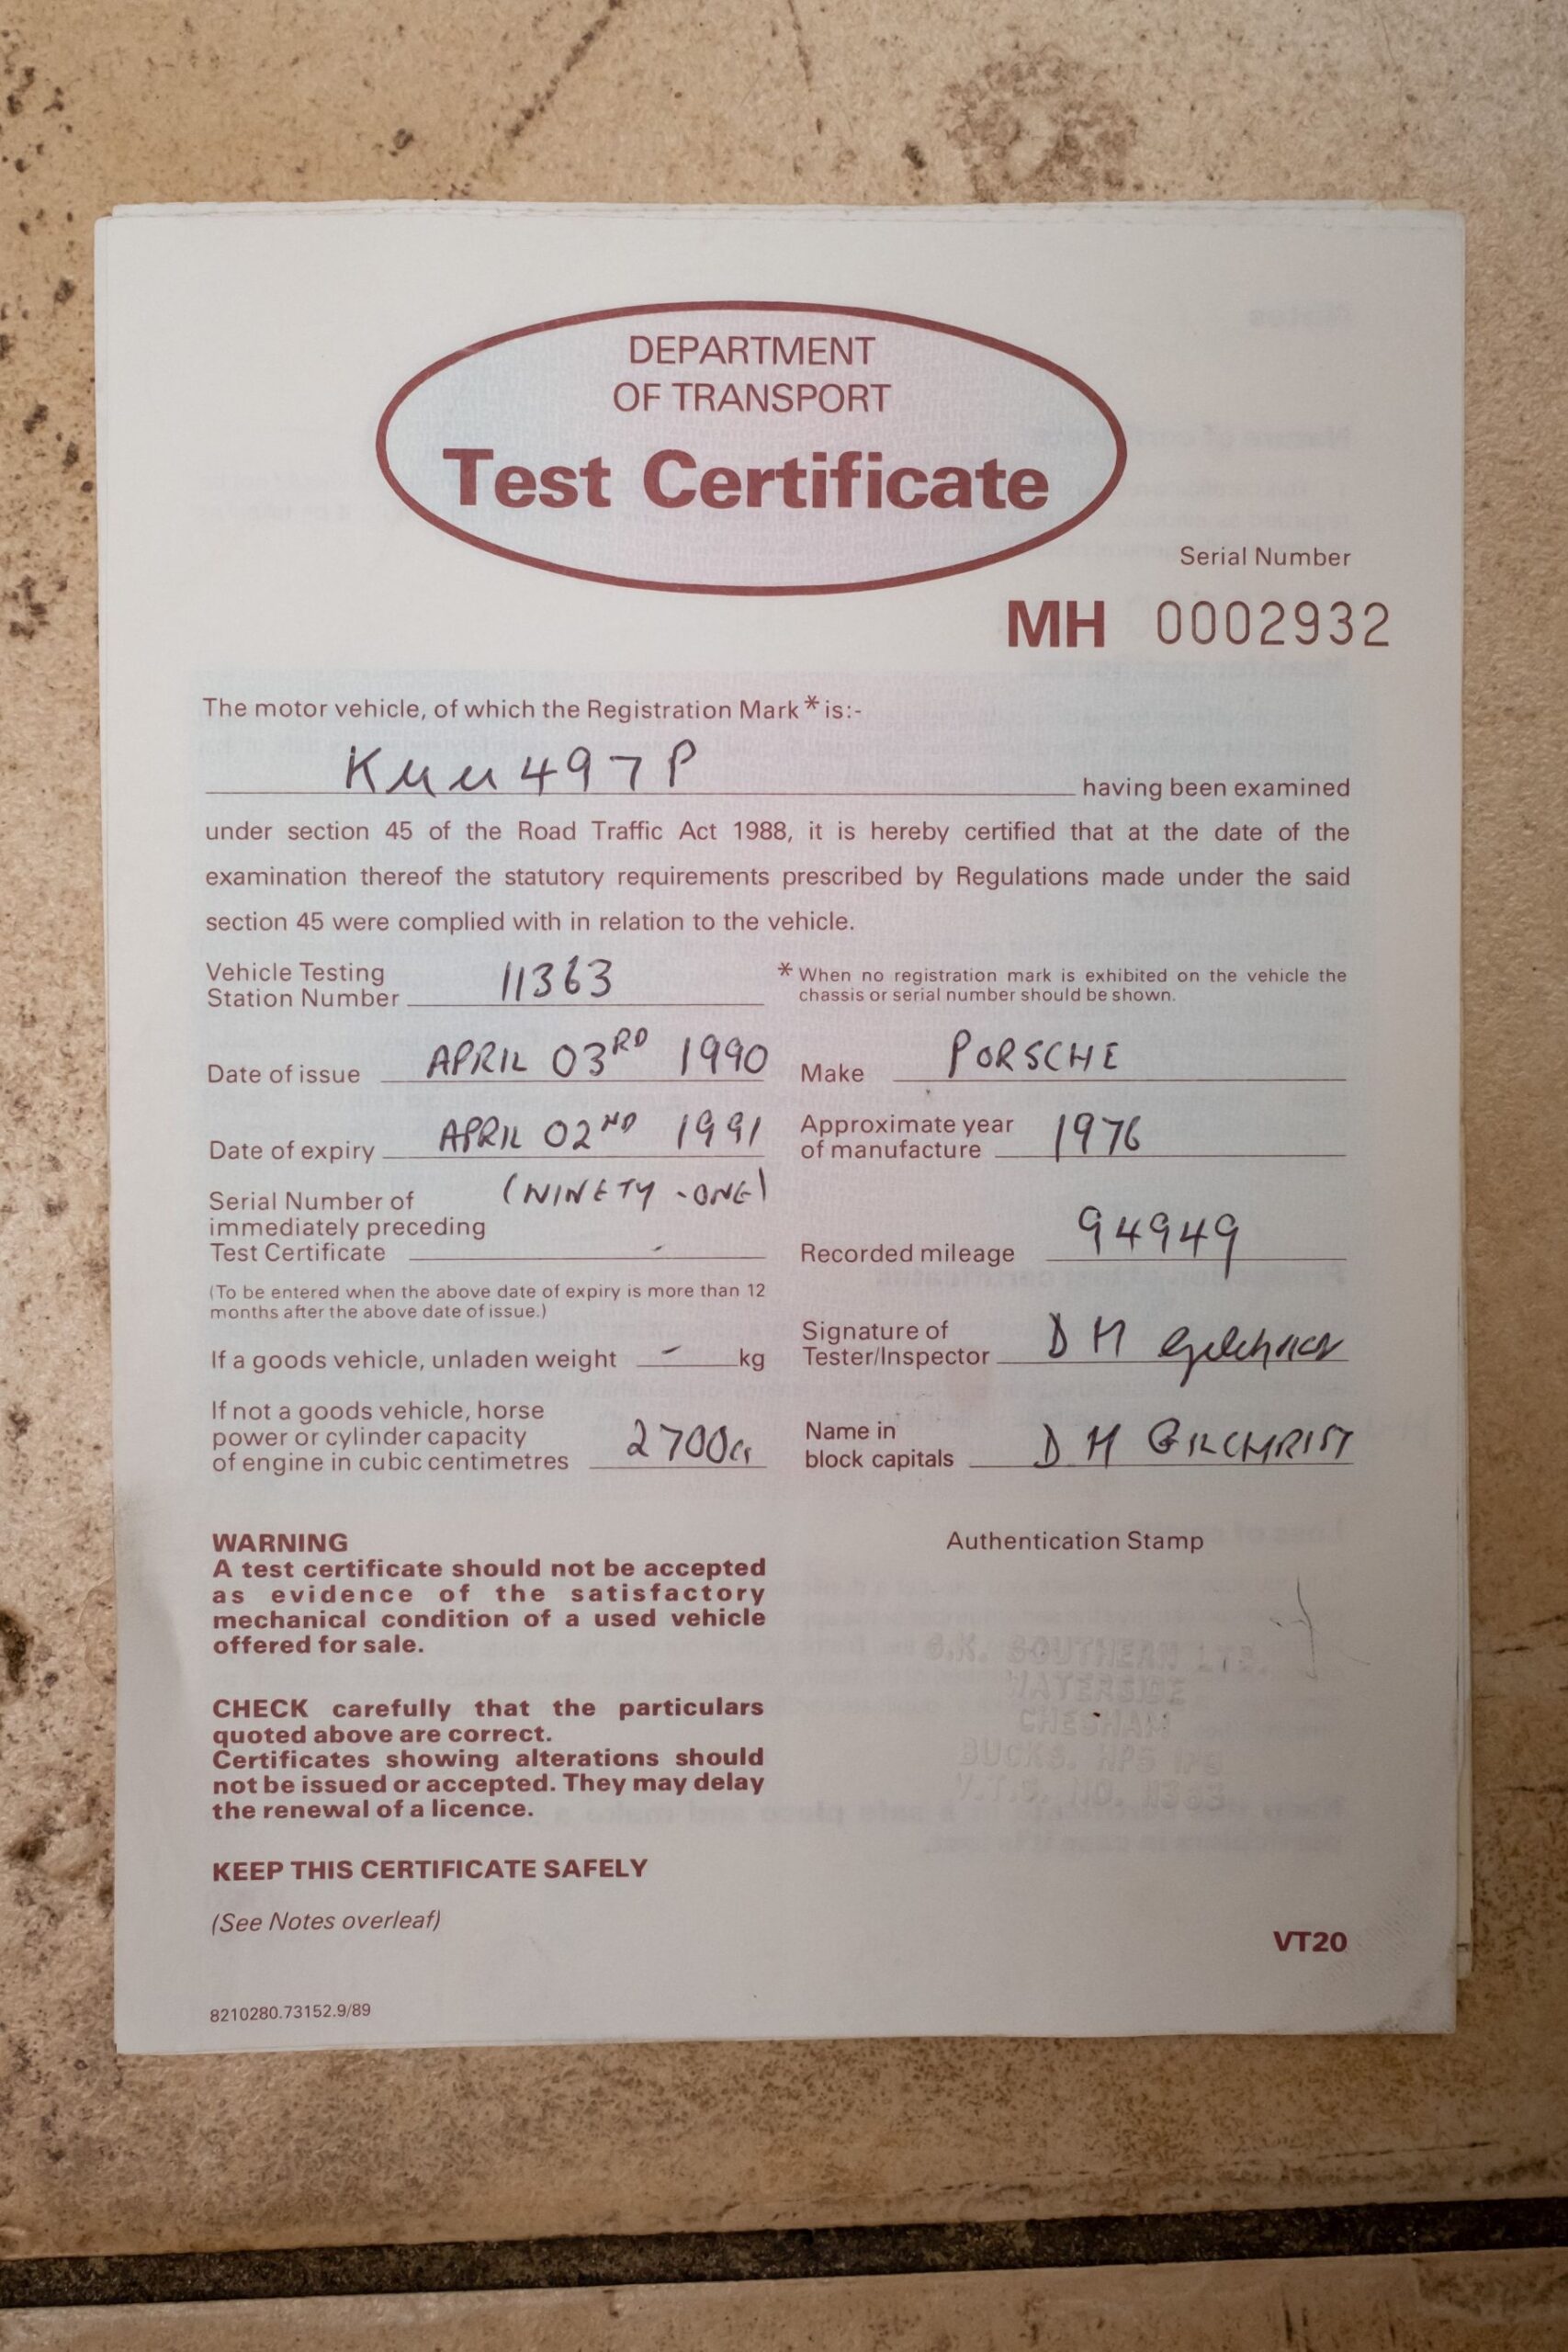 DEPARTMENT
OF TRANSPORT
Test Certificate
Serial Number
MH 0002932
The motor vehicle, of which the Registration Mark * is:-
KUU497P having been examined
under section 45 of the Road Traffic Act 1988, it is hereby certified that at the date of the
examination thereof the statutory requirements prescribed by Regulations made under the said
section 45 were complied with in relation to the vehicle.
Vehicle Testing
Station Number 11363
* When no registration mark is exhibited on the vehicle the
chassis or serial number should be shown.
Date of issue APRIL 03RD 1990
Make PORSCHE
Date of expiry APRIL 02ND 1991
(NINETY-ONE)
Approximate year
of manufacture 1976
Serial Number of
immediately preceding
Test Certificate -
Recorded mileage 94949
(To be entered when the above date of expiry is more than 12
months after the above date of issue.)
Signature of
Tester/Inspector D M Gilchrist
If a goods vehicle, unladen weight - kg
If not a goods vehicle, horse
power or cylinder capacity
of engine in cubic centimetres 2700cc
Name in
block capitals D M GILCHRIST
WARNING
A test certificate should not be accepted
as evidence of the satisfactory
mechanical condition of a used vehicle
offered for sale.
CHECK carefully that the particulars
quoted above are correct.
Certificates showing alterations should
not be issued or accepted. They may delay
the renewal of a licence.
KEEP THIS CERTIFICATE SAFELY
(See Notes overleaf)
8210280.73152.9/89
Authentication Stamp
SOUTHERN LTD.
WATERSIDE
CHESHAM
BUCKS. HP5
V.T.S. NO. 11363
VT20